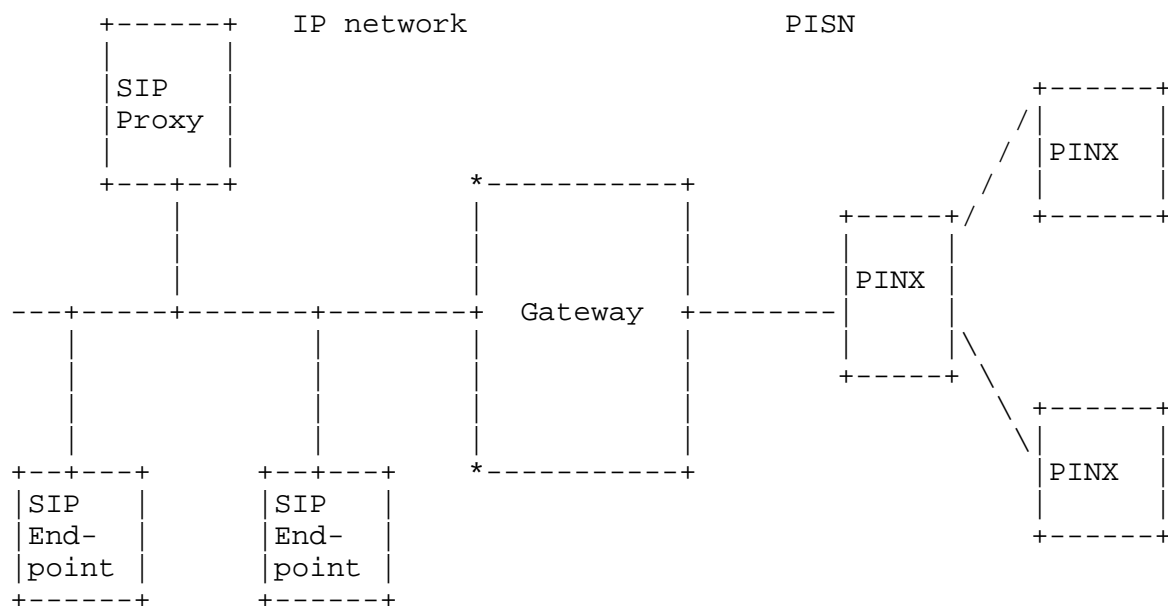 IP network
PISN
SIP
Proxy
PINX
PINX
Gateway
PINX
SIP
End-
point
SIP
End-
point